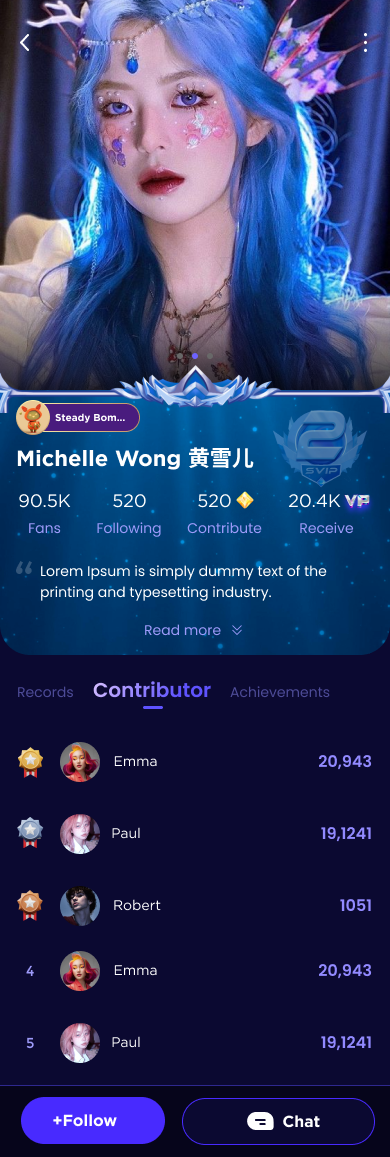 Steady Bom...
2
SVIP
Michelle Wong 黄雪儿
90.5K 520 520 20.4K VP
Fans Following Contribute Receive
“ Lorem Ipsum is simply dummy text of the
printing and typesetting industry.
Read more
Records Contributor Achievements
Emma 20,943
Paul 19,1241
Robert 1051
4 Emma 20,943
5 Paul 19,1241
+Follow Chat